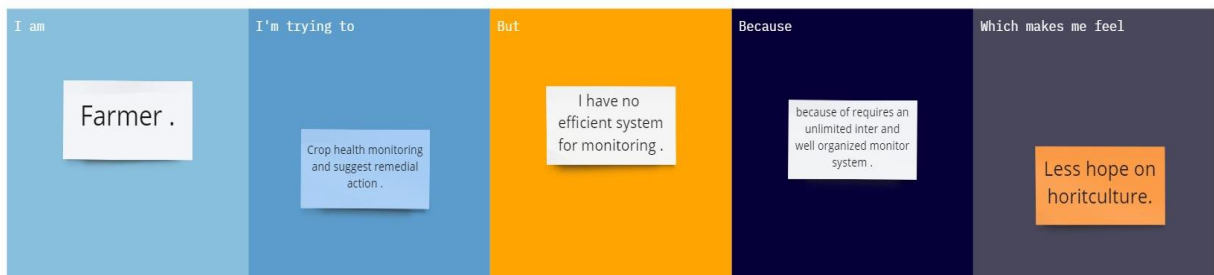 I am
Farmer .
I'm trying to
Crop health monitoring
and suggest remedial
action .
But
I have no
efficient system
for monitoring .
Because
because of requires an
unlimited inter and
well organized monitor
system .
Which makes me feel
Less hope on
horitculture.